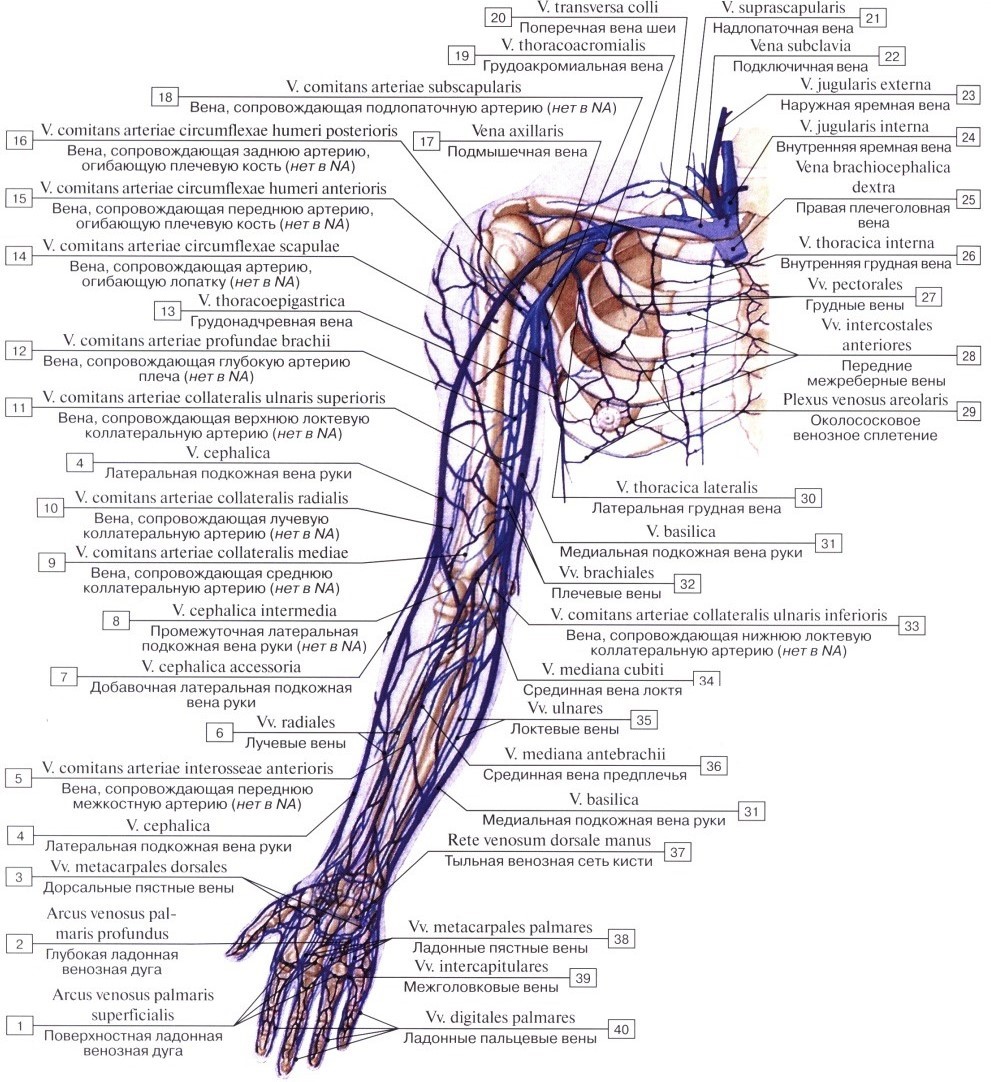 20
V. transversa colli
Поперечная вена шеи
V. suprascapularis
21
Надлопаточная вена
19
V. thoracoacromialis
Грудоакромиальная вена
Vena subclavia
22
Подключичная вена
18
V. comitans arteriae subscapularis
Вена, сопровождающая подлопаточную артерию (нет в NA)
V. jugularis externa
23
Наружная яремная вена
16
V. comitans arteriae circumflexae humeri posterioris
Вена, сопровождающая заднюю артерию,
огибающую плечевую кость (нет в NA)
17
Vena axillaris
Подмышечная вена
V. jugularis interna
24
Внутренняя яремная вена
15
V. comitans arteriae circumflexae humeri anterioris
Вена, сопровождающая переднюю артерию,
огибающую плечевую кость (нет в NA)
Vena brachiocephalica
dextra
25
Правая плечеголовная
вена
14
V. comitans arteriae circumflexae scapulae
Вена, сопровождающая артерию,
огибающую лопатку (нет в NA)
V. thoracica interna
26
Внутренняя грудная вена
13
V. thoracoepigastrica
Грудонадчревная вена
Vv. pectorales
27
Грудные вены
12
V. comitans arteriae profundae brachii
Вена, сопровождающая глубокую артерию
плеча (нет в NA)
Vv. intercostales
anteriores
28
Передние
межреберные вены
11
V. comitans arteriae collateralis ulnaris superioris
Вена, сопровождающая верхнюю локтевую
коллатеральную артерию (нет в NA)
Plexus venosus areolaris
29
Околососковое
венозное сплетение
4
V. cephalica
Латеральная подкожная вена руки
10
V. comitans arteriae collateralis radialis
Вена, сопровождающая лучевую
коллатеральную артерию (нет в NA)
V. thoracica lateralis
30
Латеральная грудная вена
9
V. comitans arteriae collateralis mediae
Вена, сопровождающая среднюю
коллатеральную артерию (нет в NA)
V. basilica
31
Медиальная подкожная вена руки
Vv. brachiales
32
Плечевые вены
8
V. cephalica intermedia
Промежуточная латеральная
подкожная вена руки (нет в NA)
V. comitans arteriae collateralis ulnaris inferioris
33
Вена, сопровождающая нижнюю локтевую
коллатеральную артерию (нет в NA)
7
V. cephalica accessoria
Добавочная латеральная подкожная
вена руки
V. mediana cubiti
34
Срединная вена локтя
6
Vv. radiales
Лучевые вены
Vv. ulnares
35
Локтевые вены
5
V. comitans arteriae interosseae anterioris
Вена, сопровождающая переднюю
межкостную артерию (нет в NA)
V. mediana antebrachii
36
Срединная вена предплечья
4
V. cephalica
Латеральная подкожная вена руки
V. basilica
31
Медиальная подкожная вена руки
3
Vv. metacarpales dorsales
Дорсальные пястные вены
Rete venosum dorsale manus
37
Тыльная венозная сеть кисти
Arcus venosus pal-
maris profundus
2
Глубокая ладонная
венозная дуга
Vv. metacarpales palmares
38
Ладонные пястные вены
Vv. intercapitulares
39
Межголовковые вены
Arcus venosus palmaris
superficialis
1
Поверхностная ладонная
венозная дуга
Vv. digitales palmares
40
Ладонные пальцевые вены